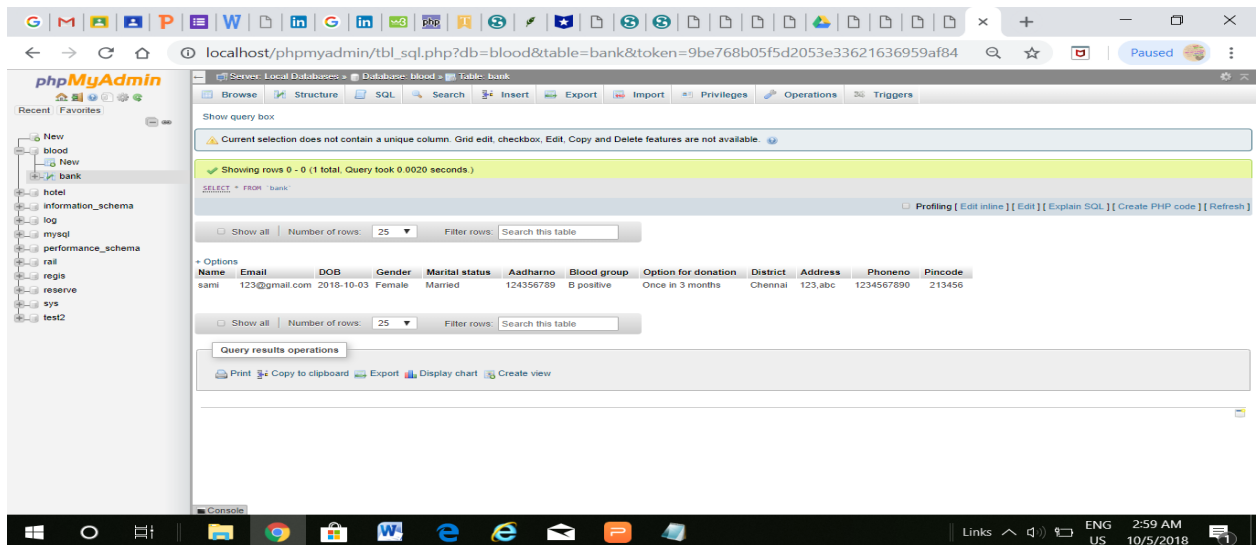 localhost/phpmyadmin/tbl_sql.php?db=blood&table=bank&token=9be768b05f5d2053e33621636959af84 Paused
phpMyAdmin
Recent Favorites
New
blood
New
bank
hotel
information_schema
log
mysql
performance_schema
rail
regis
reserve
sys
test2
Server: Local Databases » Database: blood » Table: bank
Browse Structure SQL Search Insert Export Import Privileges Operations Triggers
Show query box
Current selection does not contain a unique column. Grid edit, checkbox, Edit, Copy and Delete features are not available.
Showing rows 0 - 0 (1 total, Query took 0.0020 seconds.)
SELECT * FROM `bank`
Profiling [ Edit inline ] [ Edit ] [ Explain SQL ] [ Create PHP code ] [ Refresh ]
Show all Number of rows: 25 Filter rows: Search this table
+ Options
Name Email DOB Gender Marital status Aadharno Blood group Option for donation District Address Phoneno Pincode
sami 123@gmail.com 2018-10-03 Female Married 124356789 B positive Once in 3 months Chennai 123,abc 1234567890 213456
Show all Number of rows: 25 Filter rows: Search this table
Query results operations
Print Copy to clipboard Export Display chart Create view
Console
Links ENG 2:59 AM
US 10/5/2018